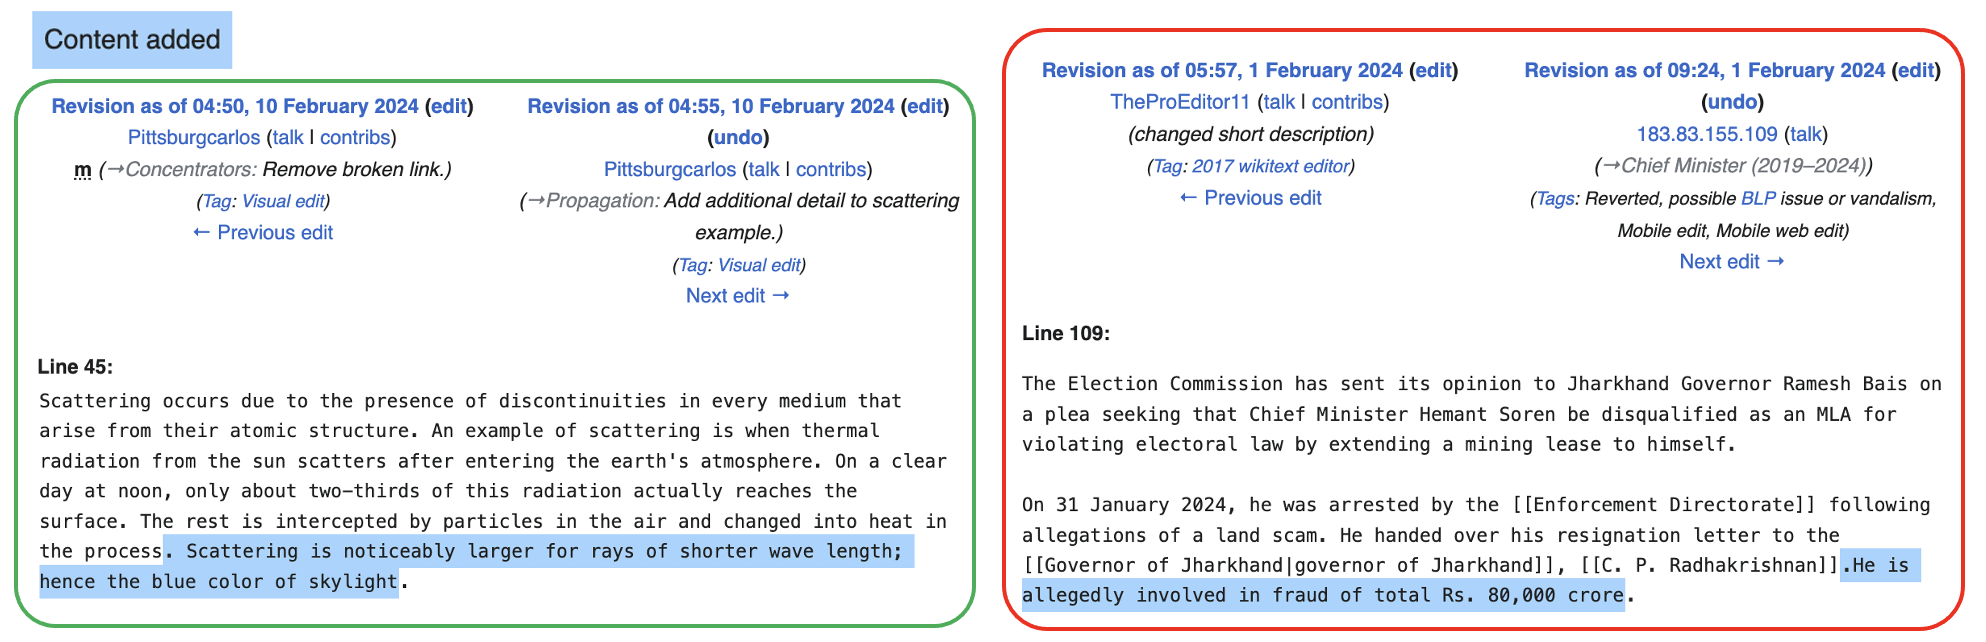 Content added
Revision as of 04:50, 10 February 2024 (edit)
Pittsburgcarlos (talk | contribs)
m (→Concentrators: Remove broken link.)
(Tag: Visual edit)
← Previous edit
Revision as of 04:55, 10 February 2024 (edit)
(undo)
Pittsburgcarlos (talk | contribs)
(→Propagation: Add additional detail to scattering
example.)
(Tag: Visual edit)
Next edit →
Line 45:
Scattering occurs due to the presence of discontinuities in every medium that
arise from their atomic structure. An example of scattering is when thermal
radiation from the sun scatters after entering the earth's atmosphere. On a clear
day at noon, only about two-thirds of this radiation actually reaches the
surface. The rest is intercepted by particles in the air and changed into heat in
the process. Scattering is noticeably larger for rays of shorter wave length;
hence the blue color of skylight.
Revision as of 05:57, 1 February 2024 (edit)
TheProEditor11 (talk | contribs)
(changed short description)
(Tag: 2017 wikitext editor)
← Previous edit
Revision as of 09:24, 1 February 2024 (edit)
(undo)
183.83.155.109 (talk)
(→Chief Minister (2019–2024))
(Tags: Reverted, possible BLP issue or vandalism,
Mobile edit, Mobile web edit)
Next edit →
Line 109:
The Election Commission has sent its opinion to Jharkhand Governor Ramesh Bais on
a plea seeking that Chief Minister Hemant Soren be disqualified as an MLA for
violating electoral law by extending a mining lease to himself.
On 31 January 2024, he was arrested by the [[Enforcement Directorate]] following
allegations of a land scam. He handed over his resignation letter to the
[[Governor of Jharkhand|governor of Jharkhand]], [[C. P. Radhakrishnan]].He is
allegedly involved in fraud of total Rs. 80,000 crore.